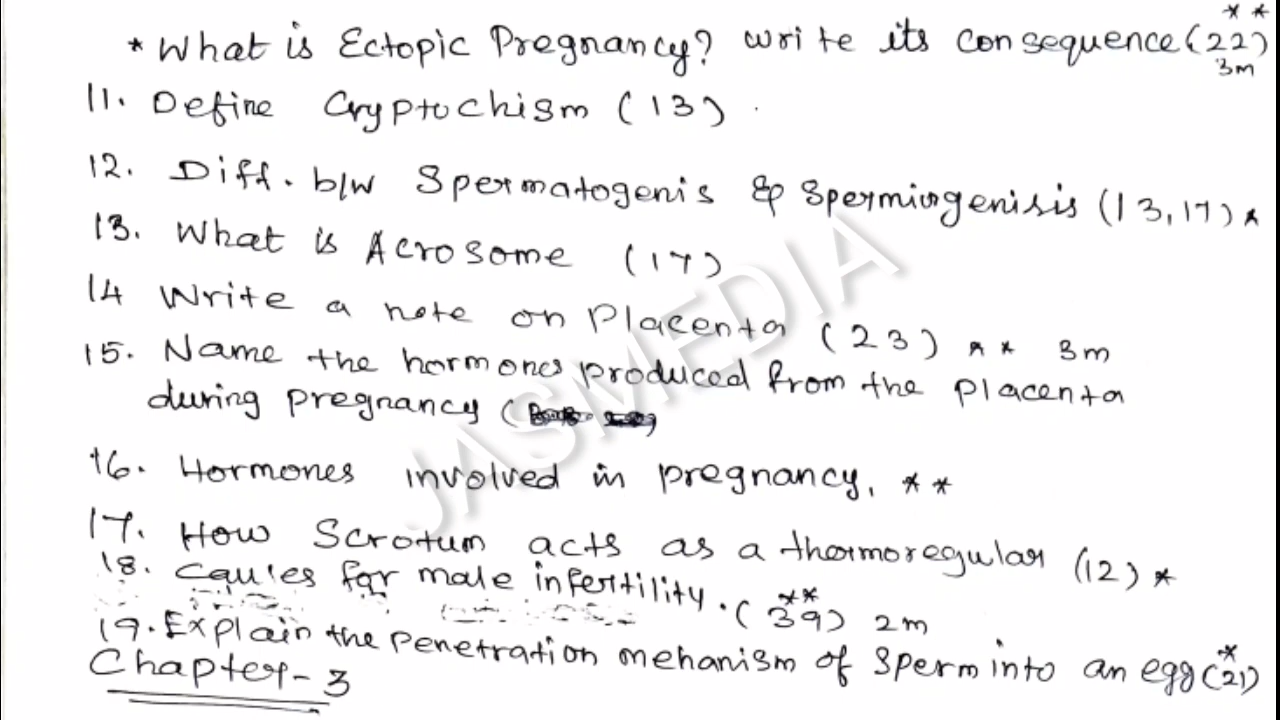 * What is Ectopic Pregnancy? write its consequence (22) **
3m
11. Define Cryptochism (13)
12. Diff. b/w Spermatogenis & Spermiogenisis (13,17) *
13. What is Acrosome (17)
14 Write a note on Placenta (23) ** 3m
15. Name the hormones produced from the placenta
during pregnancy (
16. Hormones involved in pregnancy. **
17. How Scrotum acts as a thermoregular (12) *
18. Causes for male infertility. (39) ** 2m
19. Explain the penetration mehanism of sperm into an egg (21) *
Chapter-3
JASMEDIA